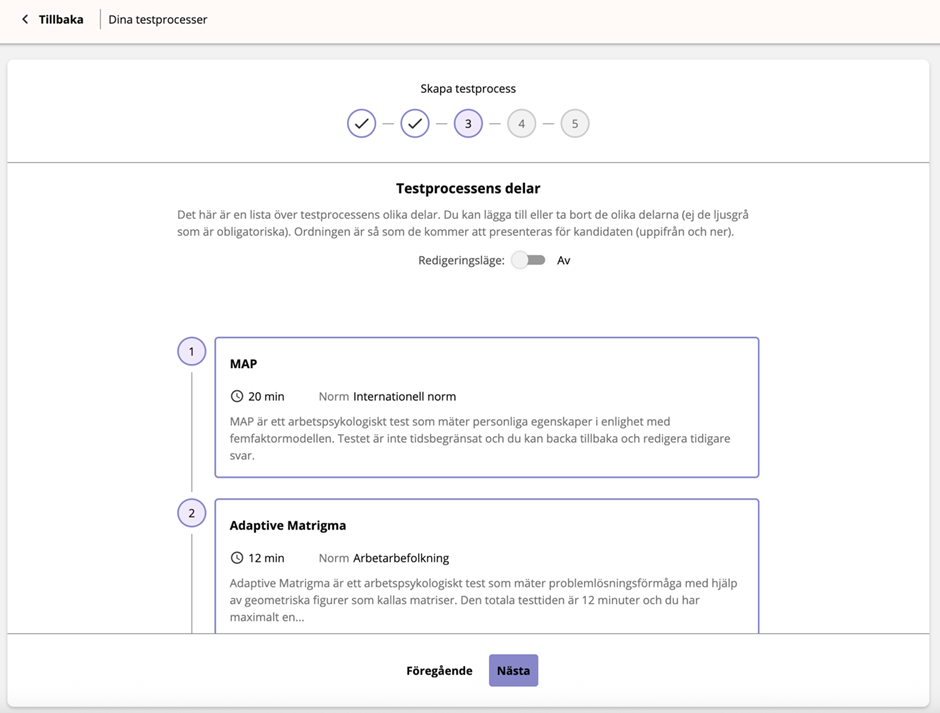 Tillbaka Dina testprocesser
Skapa testprocess
3 4 5
Testprocessens delar
Det här är en lista över testprocessens olika delar. Du kan lägga till eller ta bort de olika delarna (ej de ljusgrå
som är obligatoriska). Ordningen är så som de kommer att presenteras för kandidaten (uppifrån och ner).
Redigeringsläge: Av
1
MAP
20 min Norm Internationell norm
MAP är ett arbetspsykologiskt test som mäter personliga egenskaper i enlighet med
femfaktormodellen. Testet är inte tidsbegränsat och du kan backa tillbaka och redigera tidigare
svar.
2
Adaptive Matrigma
12 min Norm Arbetarbefolkning
Adaptive Matrigma är ett arbetspsykologiskt test som mäter problemlösningsförmåga med hjälp
av geometriska figurer som kallas matriser. Den totala testtiden är 12 minuter och du har
maximalt en...
Föregående Nästa